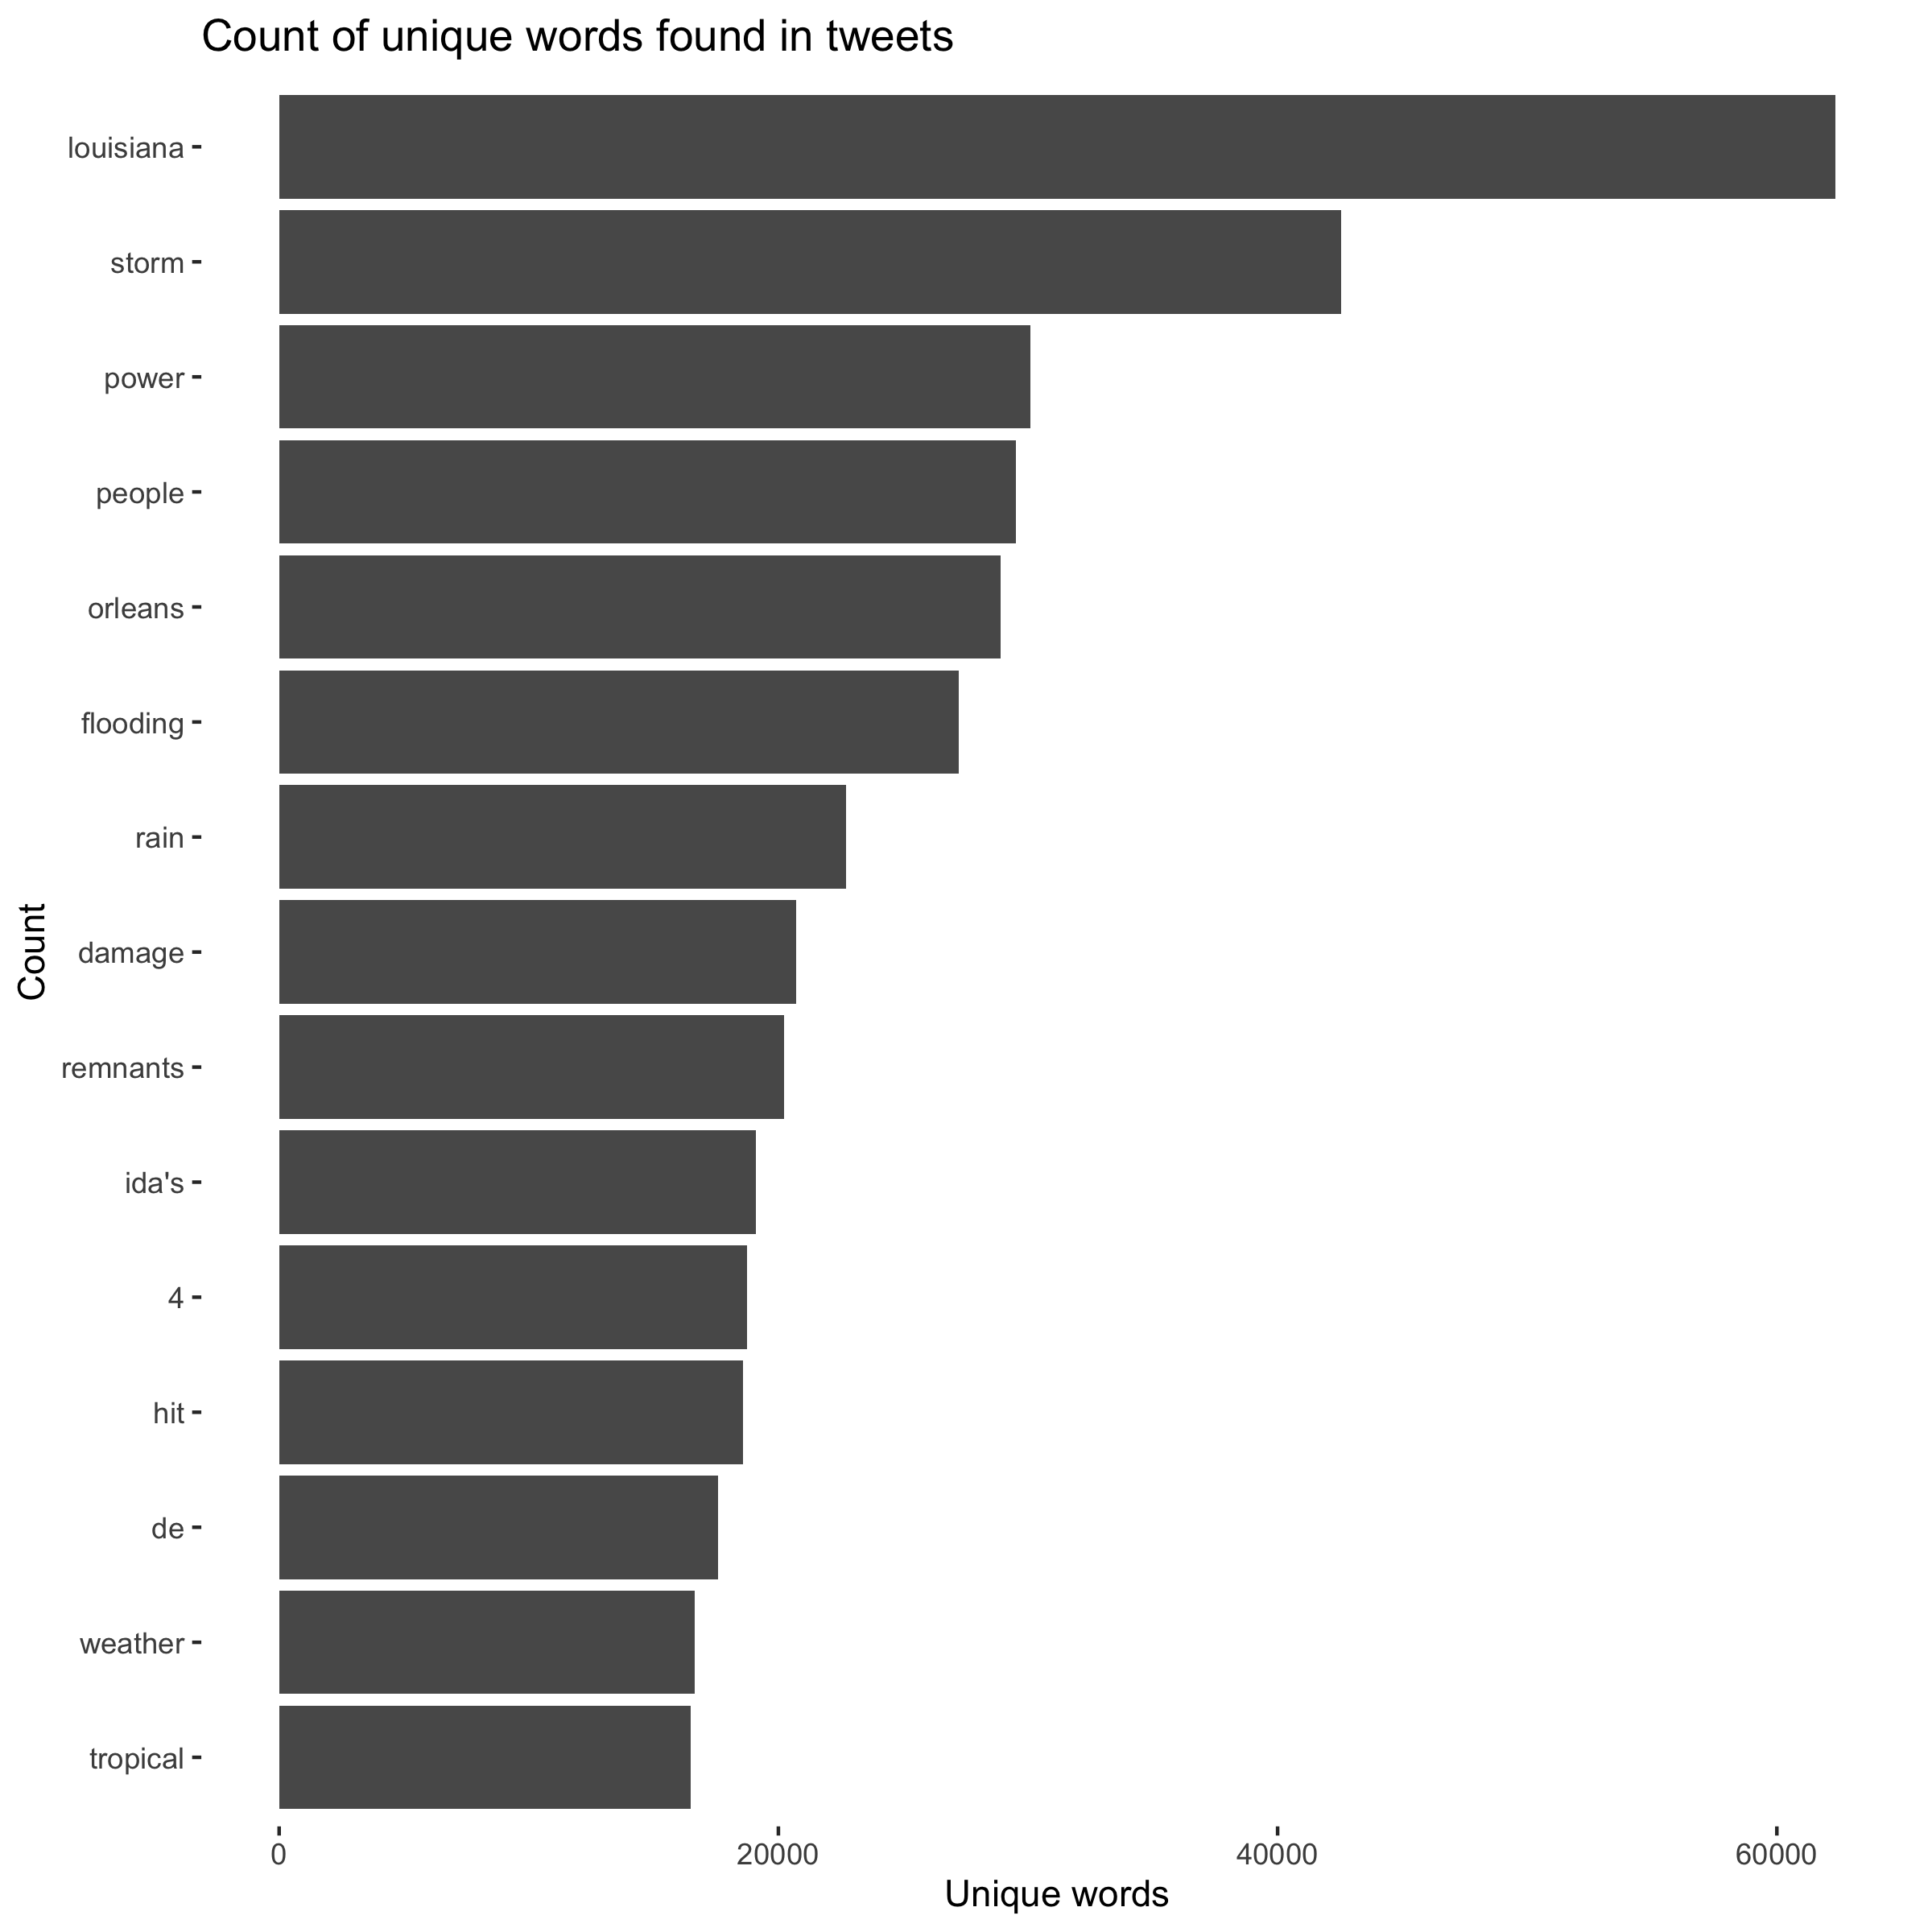 Count of unique words found in tweets
louisiana
storm
power
people
orleans
flooding
rain
damage
remnants
ida's
4
hit
de
weather
tropical
Count
0 20000 40000 60000
Unique words